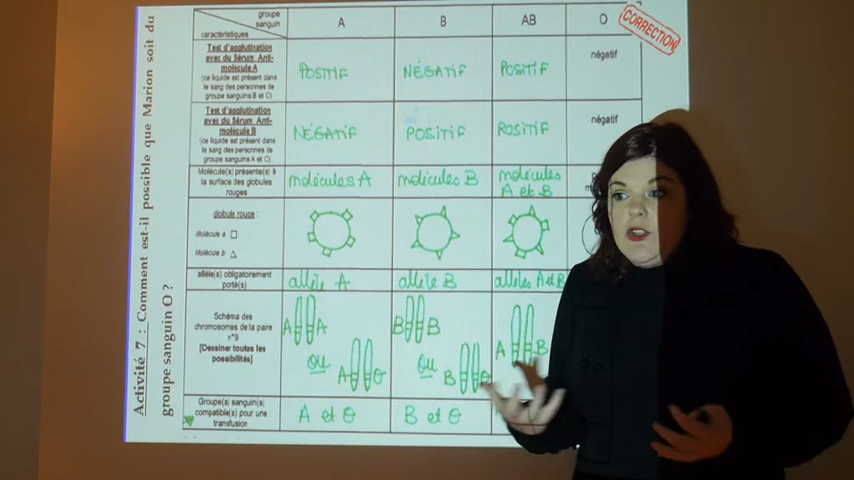 Activité 7 : Comment est-il possible que Marion soit du
groupe sanguin O ?
groupe
sanguin
caractéristiques
A
B
AB
O
CORRECTION
Test d'agglutination
avec du Sérum Anti-
molécule A
(ce liquide est présent dans
le sang des personnes de
groupe sanguins B et O)
POSITIF
NÉGATIF
POSITIF
négatif
Test d'agglutination
avec du Sérum Anti-
molécule B
(ce liquide est présent dans
le sang des personnes de
groupe sanguins A et O)
NÉGATIF
POSITIF
POSITIF
négatif
Molécule(s) présente(s) à
la surface des globules
rouges
molécules A
molécules B
molécules
A et B
globule rouge :
Molécule a
Molécule b
allèle(s) obligatoirement
porté(s)
allèle A
allèle B
allèles A et B
Schéma des
chromosomes de la paire
n°9
[Dessiner toutes les
possibilités]
A A
ou
A O
B B
ou
B O
A B
Groupe(s) sanguin(s)
compatible(s) pour une
transfusion
A et O
B et O